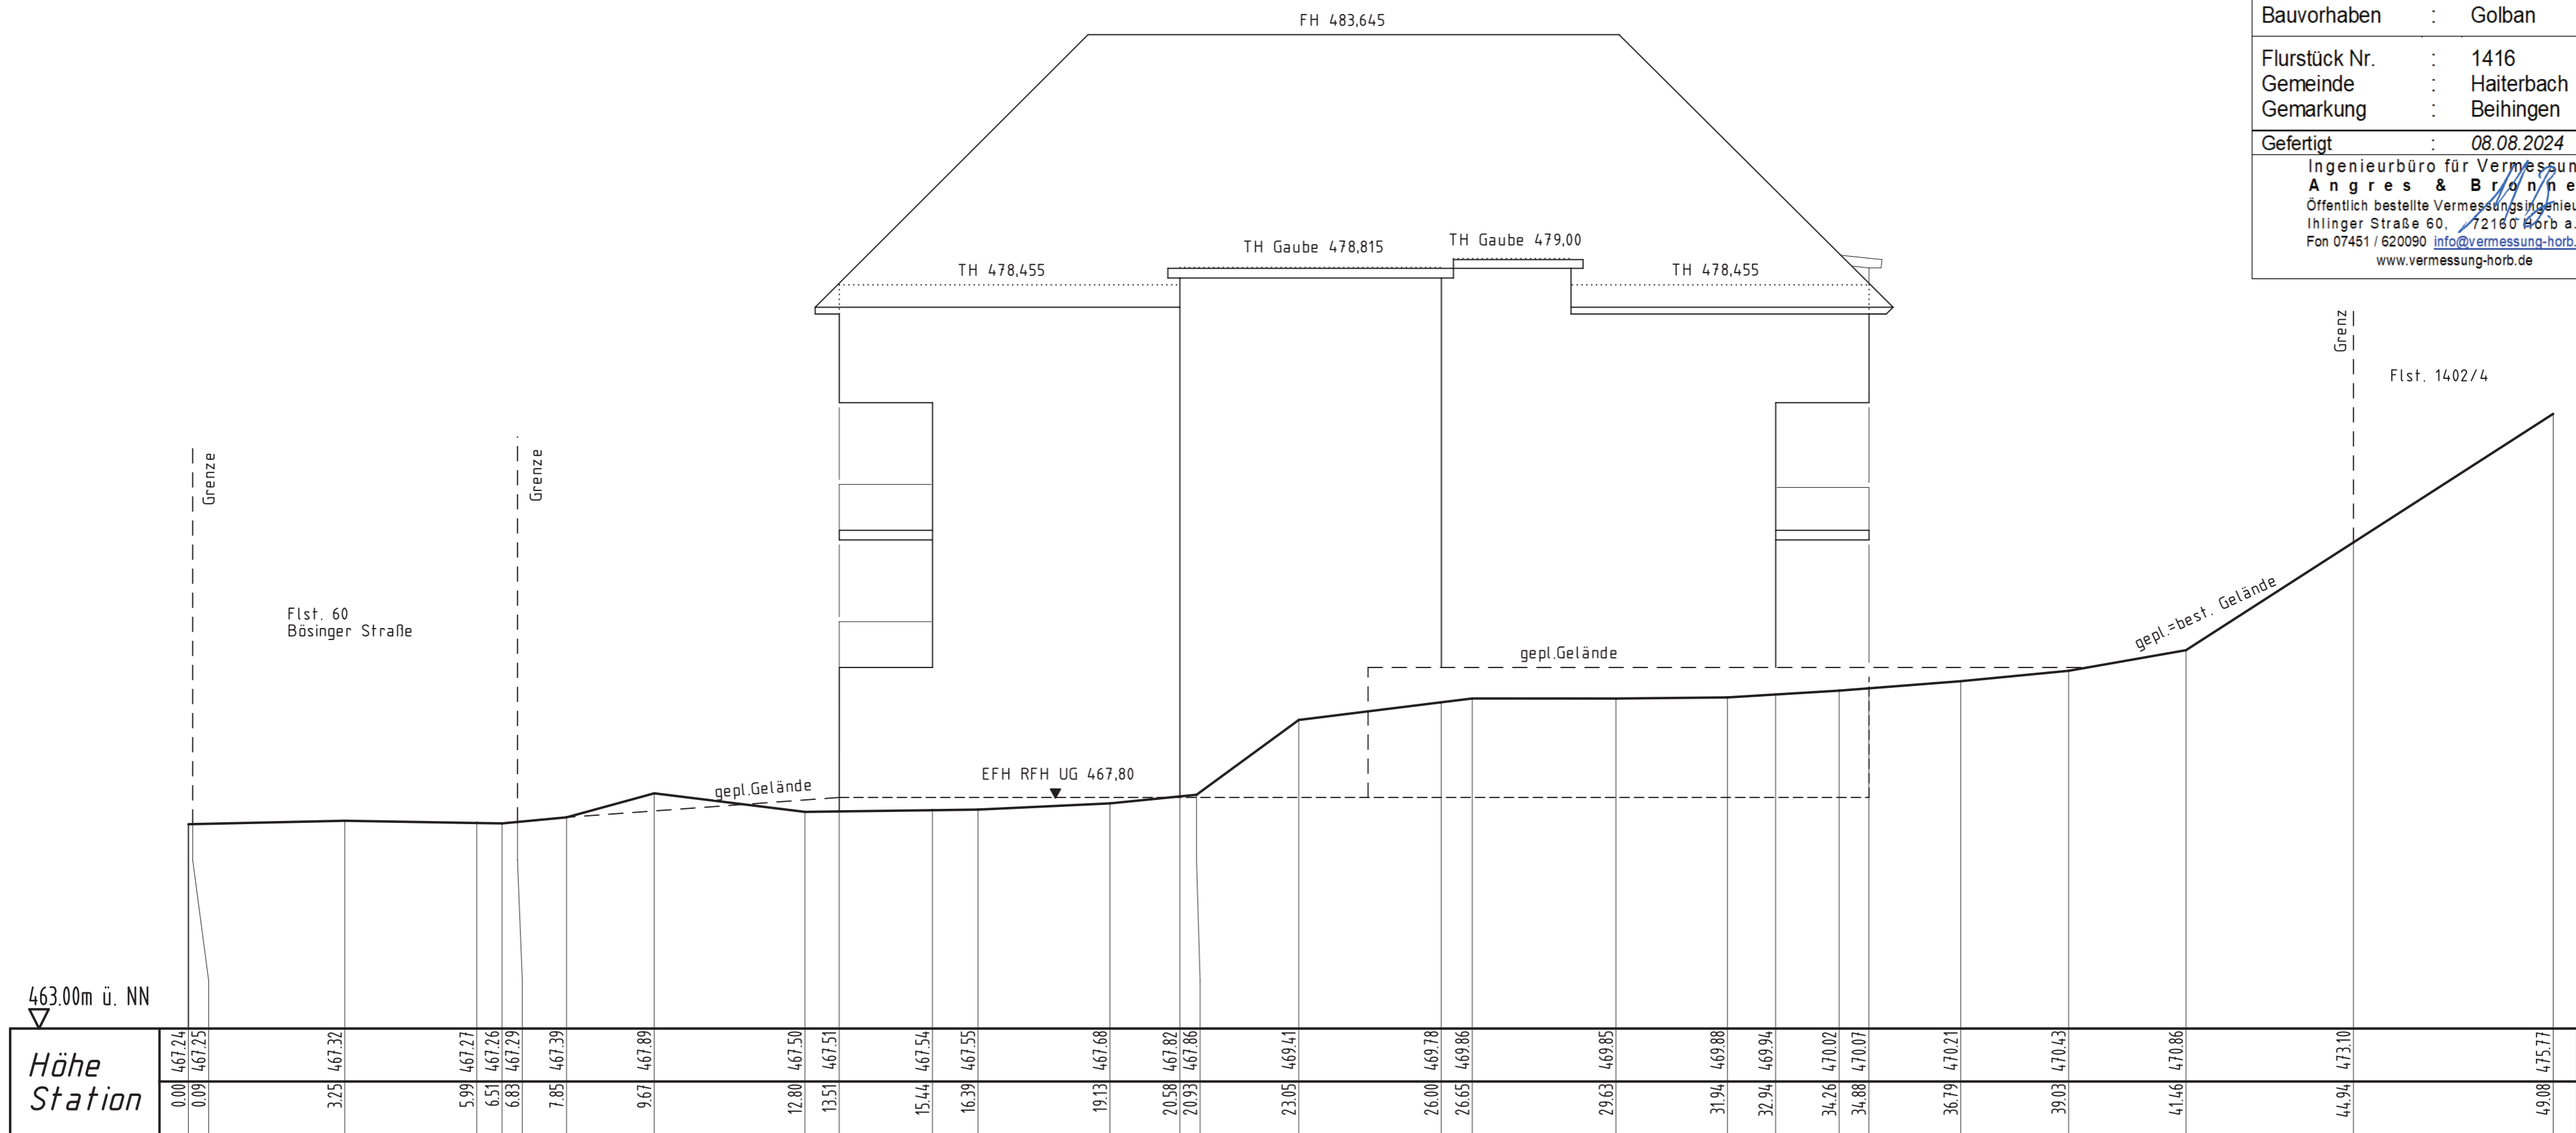 FH 483,645
Bauvorhaben : Golban
Flurstück Nr. : 1416
Gemeinde : Haiterbach
Gemarkung : Beihingen
Gefertigt : 08.08.2024
Ingenieurbüro für Vermessun
Angres & Bronne
Öffentlich bestellte Vermessungsingenieu
Ihlinger Straße 60, 72160 Horb a.
Fon 07451 / 620090 info@vermessung-horb.
www.vermessung-horb.de
TH 478,455
TH Gaube 478,815
TH Gaube 479,00
TH 478,455
Grenz
Flst. 1402/4
Grenze
Grenze
Flst. 60
Bösinger Straße
gepl.=best. Gelände
gepl.Gelände
EFH RFH UG 467,80
gepl.Gelände
463.00m ü. NN
Höhe 467.24 467.25 467.32 467.27 467.26 467.29 467.39 467.89 467.50 467.51 467.54 467.55 467.68 467.82 467.86 469.41 469.78 469.86 469.85 469.88 469.94 470.02 470.07 470.21 470.43 470.86 473.10 475.77
Station 0.00 0.09 3.25 5.99 6.51 6.83 7.85 9.67 12.80 13.51 15.44 16.39 19.13 20.58 20.93 23.05 26.00 26.65 29.63 31.94 32.94 34.26 34.88 36.79 39.03 41.46 44.94 49.08